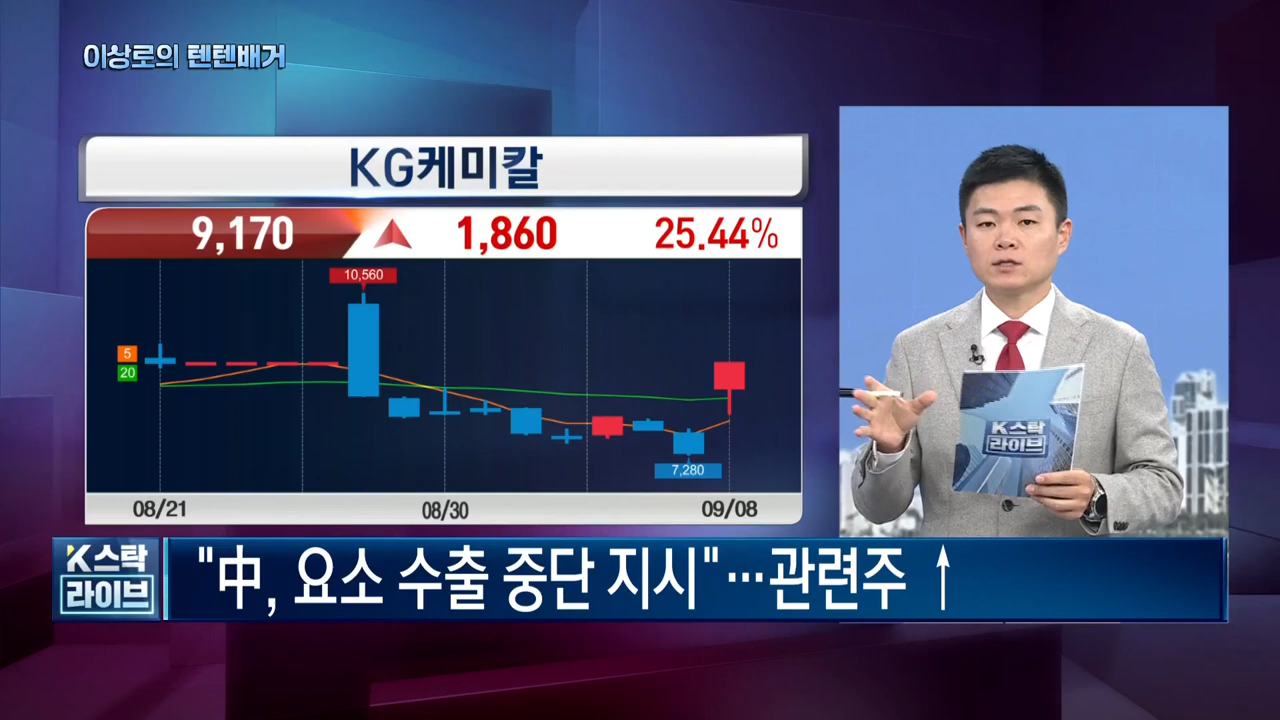 이상로의 텐텐배거
KG케미칼
9,170 ▲ 1,860 25.44%
10,560
5
20
7,280
08/21 08/30 09/08
K스탁
라이브
K스탁
라이브
"中, 요소 수출 중단 지시"…관련주 ↑